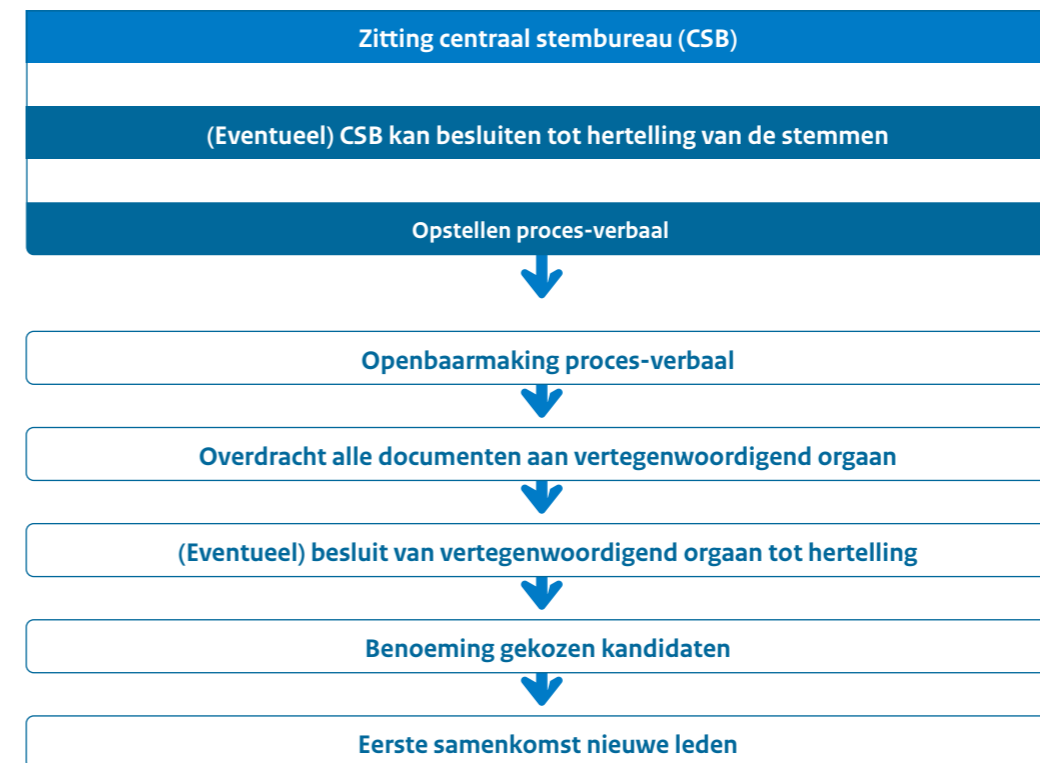 Zitting centraal stembureau (CSB)
(Eventueel) CSB kan besluiten tot hertelling van de stemmen
Opstellen proces-verbaal
Openbaarmaking proces-verbaal
Overdracht alle documenten aan vertegenwoordigend orgaan
(Eventueel) besluit van vertegenwoordigend orgaan tot hertelling
Benoeming gekozen kandidaten
Eerste samenkomst nieuwe leden